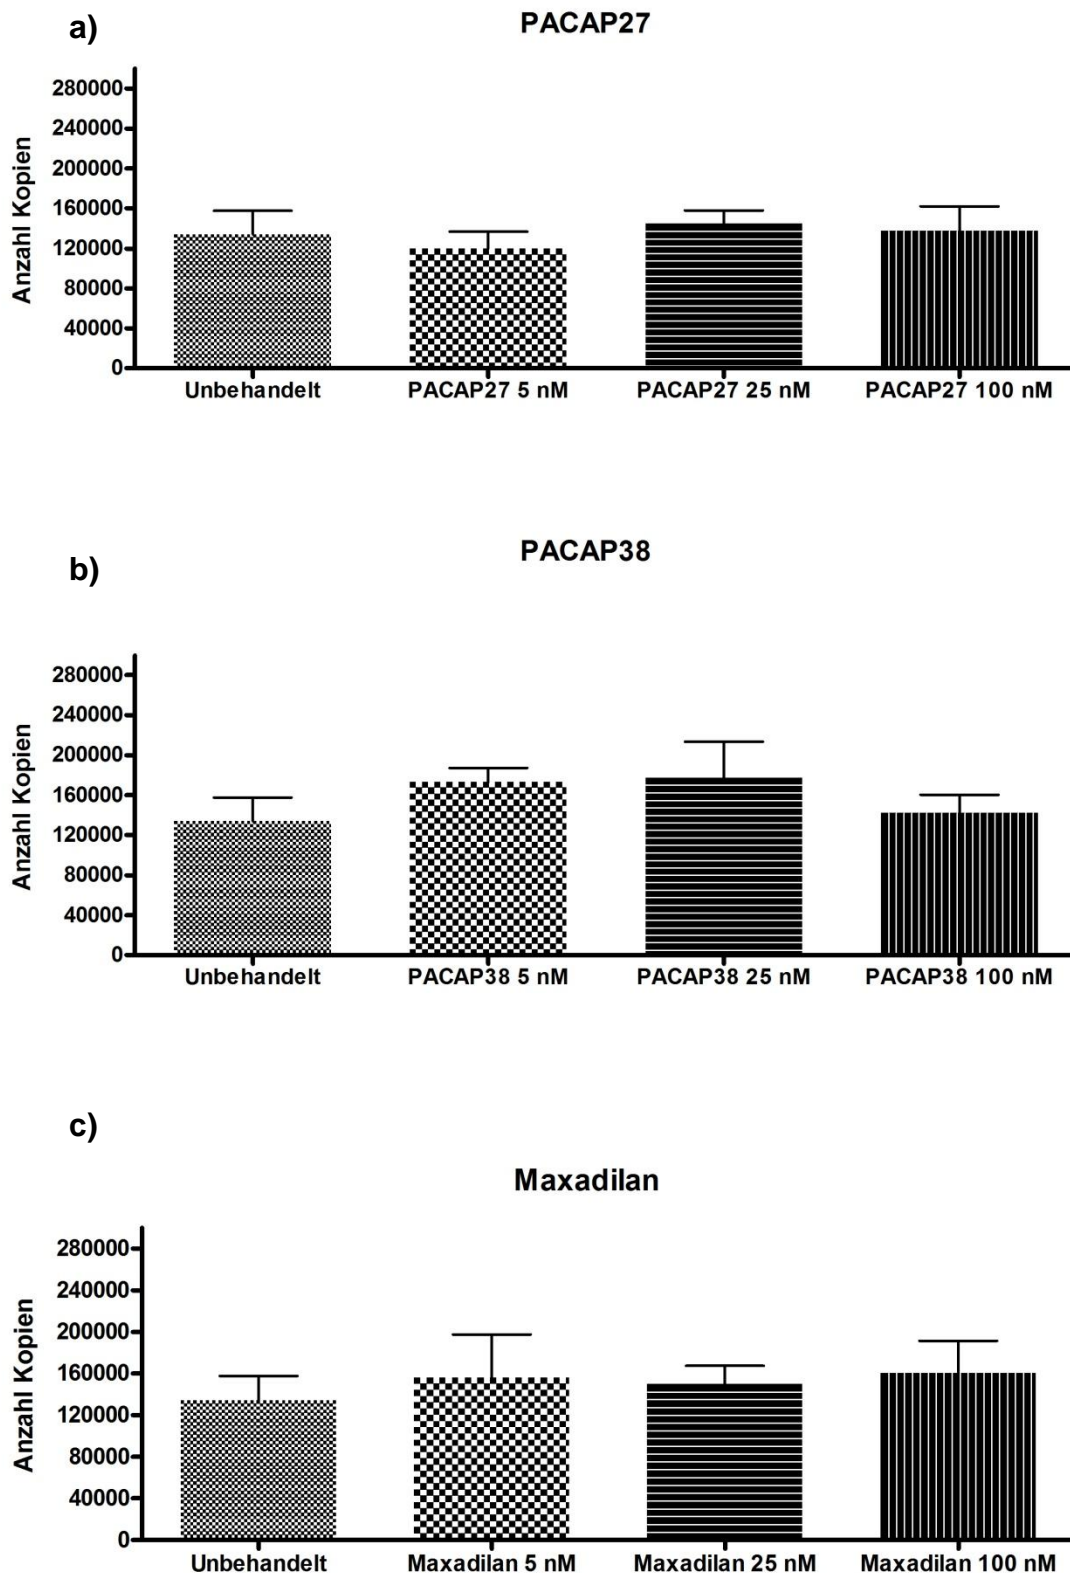 a)
PACAP27
Anzahl Kopien
280000
240000
200000
160000
120000
80000
40000
0
Unbehandelt PACAP27 5 nM PACAP27 25 nM PACAP27 100 nM
b)
PACAP38
Anzahl Kopien
280000
240000
200000
160000
120000
80000
40000
0
Unbehandelt PACAP38 5 nM PACAP38 25 nM PACAP38 100 nM
c)
Maxadilan
Anzahl Kopien
280000
240000
200000
160000
120000
80000
40000
0
Unbehandelt Maxadilan 5 nM Maxadilan 25 nM Maxadilan 100 nM